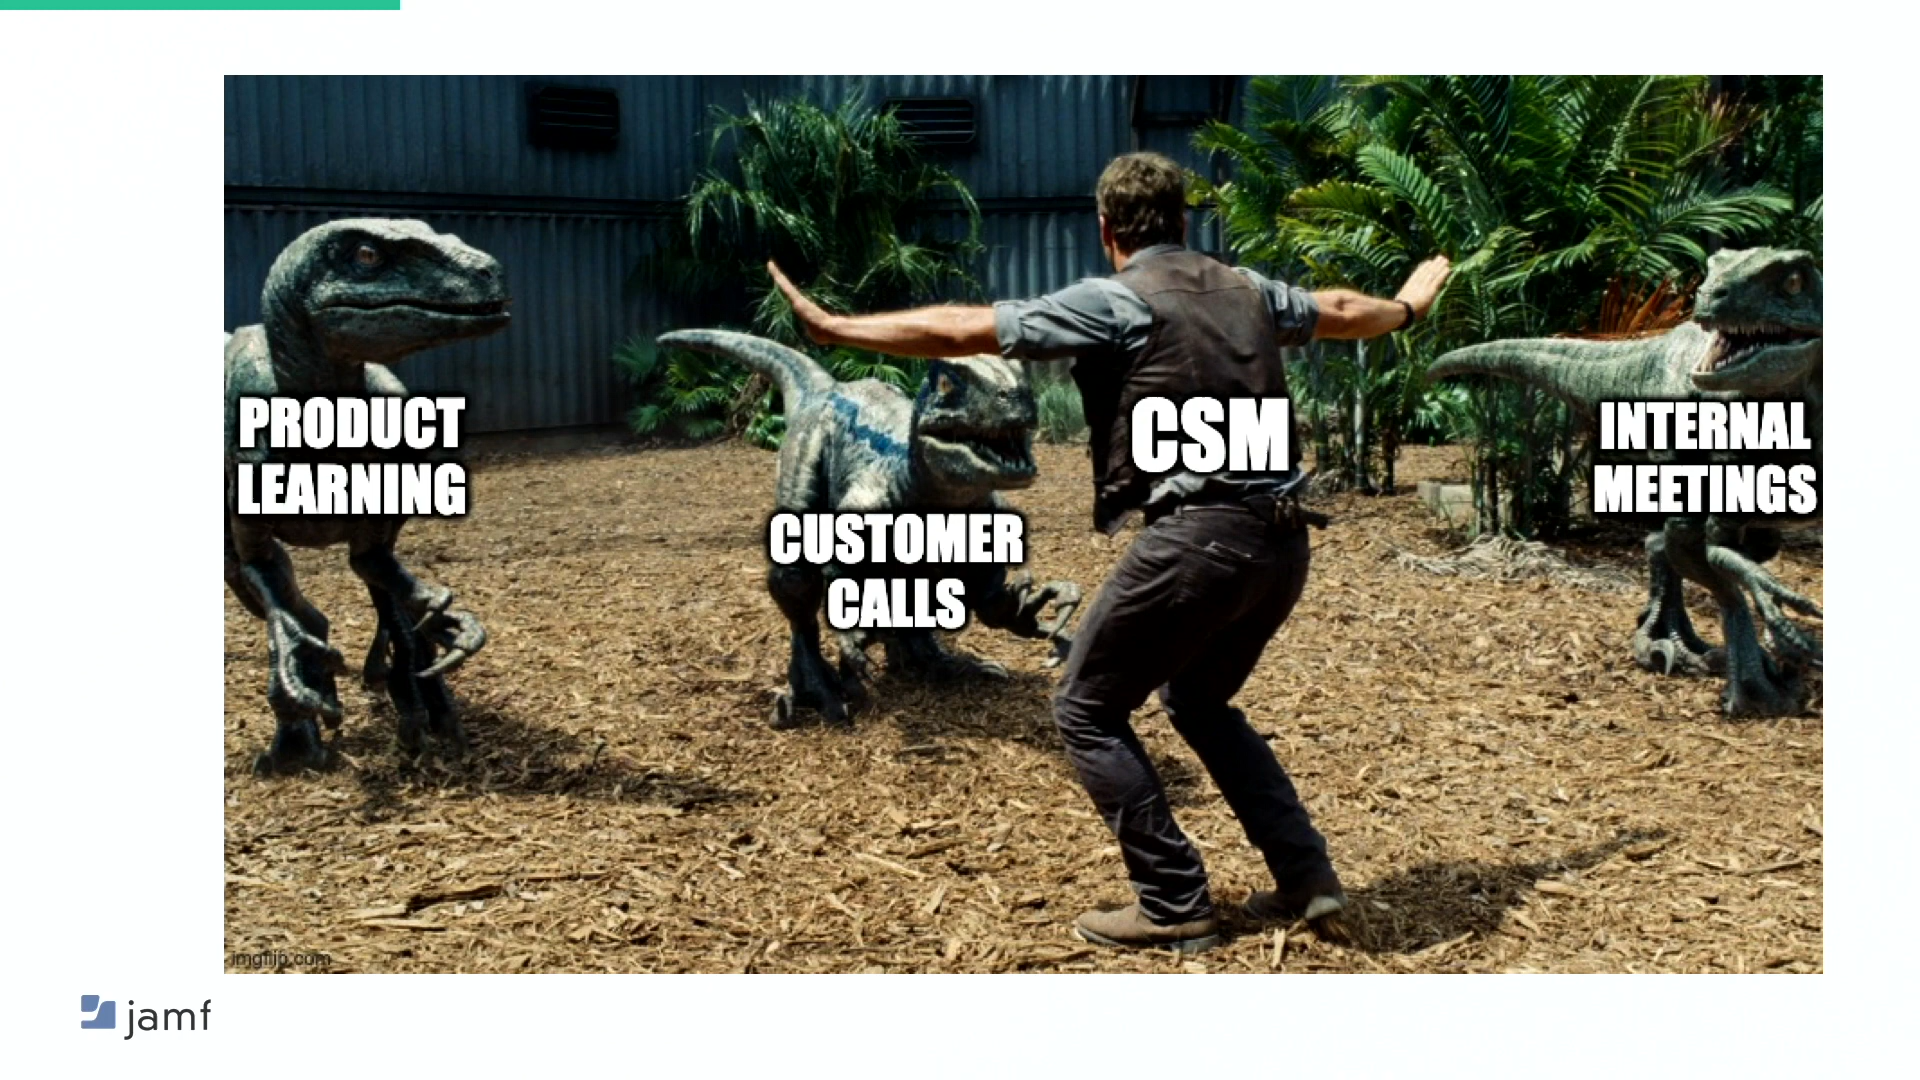 PRODUCT
LEARNING
CUSTOMER
CALLS
CSM
INTERNAL
MEETINGS
imgflip.com
jamf